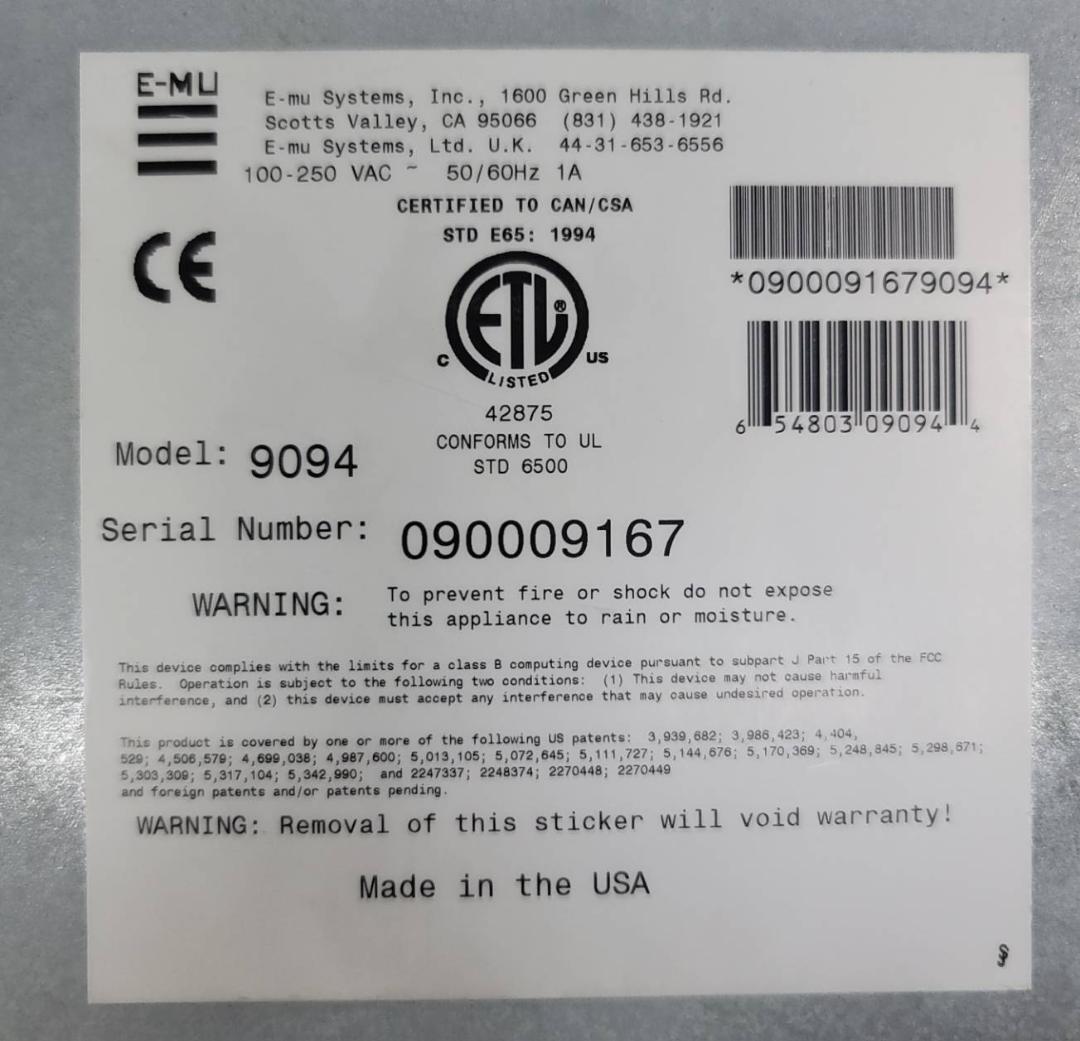 E-MU
E-mu Systems, Inc., 1600 Green Hills Rd.
Scotts Valley, CA 95066 (831) 438-1921
E-mu Systems, Ltd. U.K. 44-31-653-6556
100-250 VAC ~ 50/60Hz 1A
CERTIFIED TO CAN/CSA
STD E65: 1994
CE
ETL®
C US
LISTED
42875
CONFORMS TO UL
STD 6500
*0900091679094*
6 54803 09094 4
Model: 9094
Serial Number: 090009167
WARNING: To prevent fire or shock do not expose
this appliance to rain or moisture.
This device complies with the limits for a class B computing device pursuant to subpart J Part 15 of the FCC
Rules. Operation is subject to the following two conditions: (1) This device may not cause harmful
interference, and (2) this device must accept any interference that may cause undesired operation.
This product is covered by one or more of the following US patents: 3,939,682; 3,986,423; 4,404,
529; 4,506,579; 4,699,038; 4,987,600; 5,013,105; 5,072,645; 5,111,727; 5,144,676; 5,170,369; 5,248,845; 5,298,671;
5,303,309; 5,317,104; 5,342,990; and 2247337; 2248374; 2270448; 2270449
and foreign patents and/or patents pending.
WARNING: Removal of this sticker will void warranty!
Made in the USA